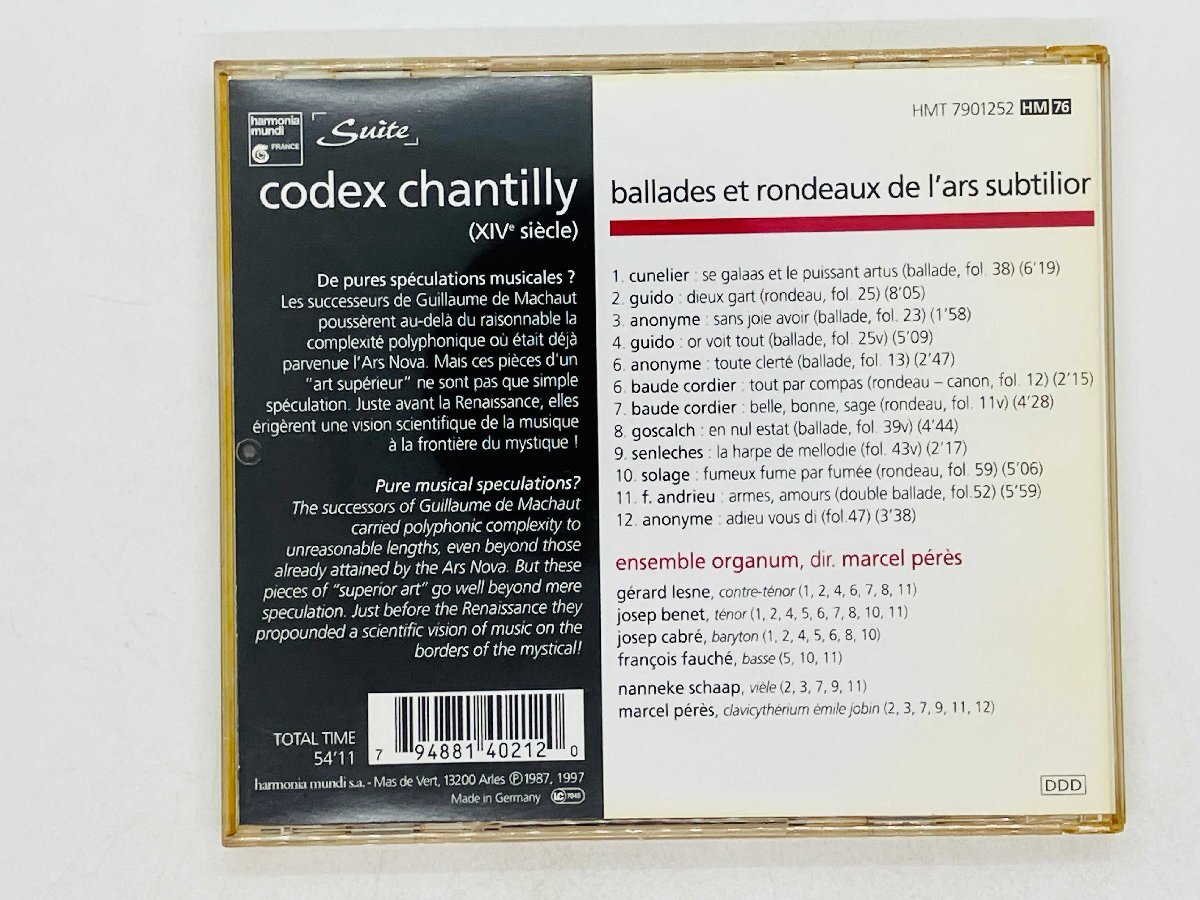 harmonia
mundi
FRANCE
Suite
codex chantilly
(XIVe siècle)
De pures spéculations musicales ?
Les successeurs de Guillaume de Machaut
poussèrent au-delà du raisonnable la
complexité polyphonique où était déjà
parvenue l'Ars Nova. Mais ces pièces d'un
"art supérieur" ne sont pas que simple
spéculation. Juste avant la Renaissance, elles
érigèrent une vision scientifique de la musique
à la frontière du mystique !
Pure musical speculations?
The successors of Guillaume de Machaut
carried polyphonic complexity to
unreasonable lengths, even beyond those
already attained by the Ars Nova. But these
pieces of "superior art" go well beyond mere
speculation. Just before the Renaissance they
propounded a scientific vision of music on the
borders of the mystical!
TOTAL TIME
54'11
7 94881 40212 0
harmonia mundi s.a. - Mas de Vert, 13200 Arles ℗ 1987, 1997
Made in Germany LC 7045
HMT 7901252 HM 76
ballades et rondeaux de l'ars subtilior
1. cunelier : se galaas et le puissant artus (ballade, fol. 38) (6'19)
2. guido : dieux gart (rondeau, fol. 25) (8'05)
3. anonyme : sans joie avoir (ballade, fol. 23) (1'58)
4. guido : or voit tout (ballade, fol. 25v) (5'09)
6. anonyme : toute clerté (ballade, fol. 13) (2'47)
6. baude cordier : tout par compas (rondeau – canon, fol. 12) (2'15)
7. baude cordier : belle, bonne, sage (rondeau, fol. 11v) (4'28)
8. goscalch : en nul estat (ballade, fol. 39v) (4'44)
9. senleches : la harpe de mellodie (fol. 43v) (2'17)
10. solage : fumeux fume par fumée (rondeau, fol. 59) (5'06)
11. f. andrieu : armes, amours (double ballade, fol.52) (5'59)
12. anonyme : adieu vous di (fol.47) (3'38)
ensemble organum, dir. marcel pérès
gérard lesne, contre-ténor (1, 2, 4, 6, 7, 8, 11)
josep benet, ténor (1, 2, 4, 5, 6, 7, 8, 10, 11)
josep cabré, baryton (1, 2, 4, 5, 6, 8, 10)
françois fauché, basse (5, 10, 11)
nanneke schaap, vièle (2, 3, 7, 9, 11)
marcel pérès, clavicythérium émile jobin (2, 3, 7, 9, 11, 12)
DDD